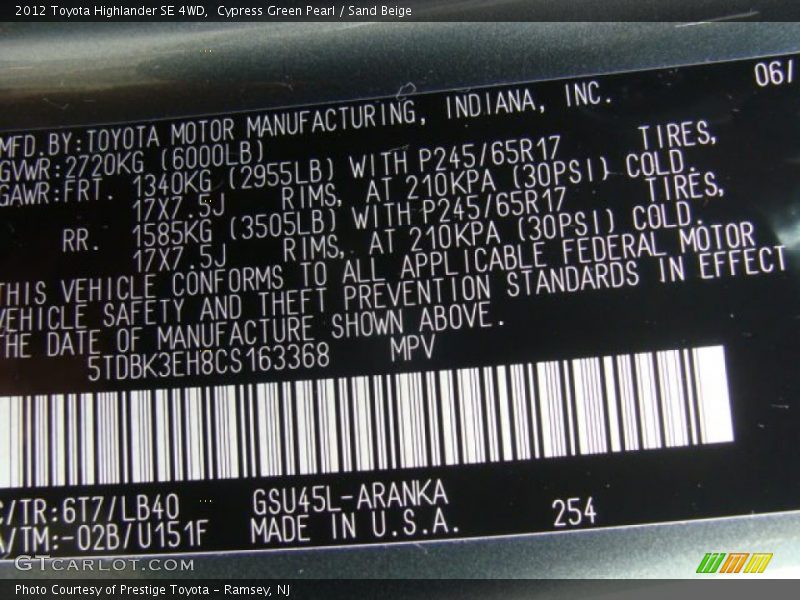 2012 Toyota Highlander SE 4WD,  Cypress Green Pearl / Sand Beige
06/
MFD.BY:TOYOTA MOTOR MANUFACTURING, INDIANA, INC.
GVWR:2720KG (6000LB)
GAWR:FRT. 1340KG (2955LB) WITH P245/65R17 TIRES,
17X7.5J RIMS, AT 210KPA (30PSI) COLD.
RR. 1585KG (3505LB) WITH P245/65R17 TIRES,
17X7.5J RIMS, AT 210KPA (30PSI) COLD.
THIS VEHICLE CONFORMS TO ALL APPLICABLE FEDERAL MOTOR
VEHICLE SAFETY AND THEFT PREVENTION STANDARDS IN EFFECT
THE DATE OF MANUFACTURE SHOWN ABOVE.
5TDBK3EH8CS163368 MPV
C/TR:6T7/LB40 GSU45L-ARANKA
A/TM:-02B/U151F MADE IN U.S.A. 254
GTCARLOT.COM
Photo Courtesy of Prestige Toyota - Ramsey, NJ